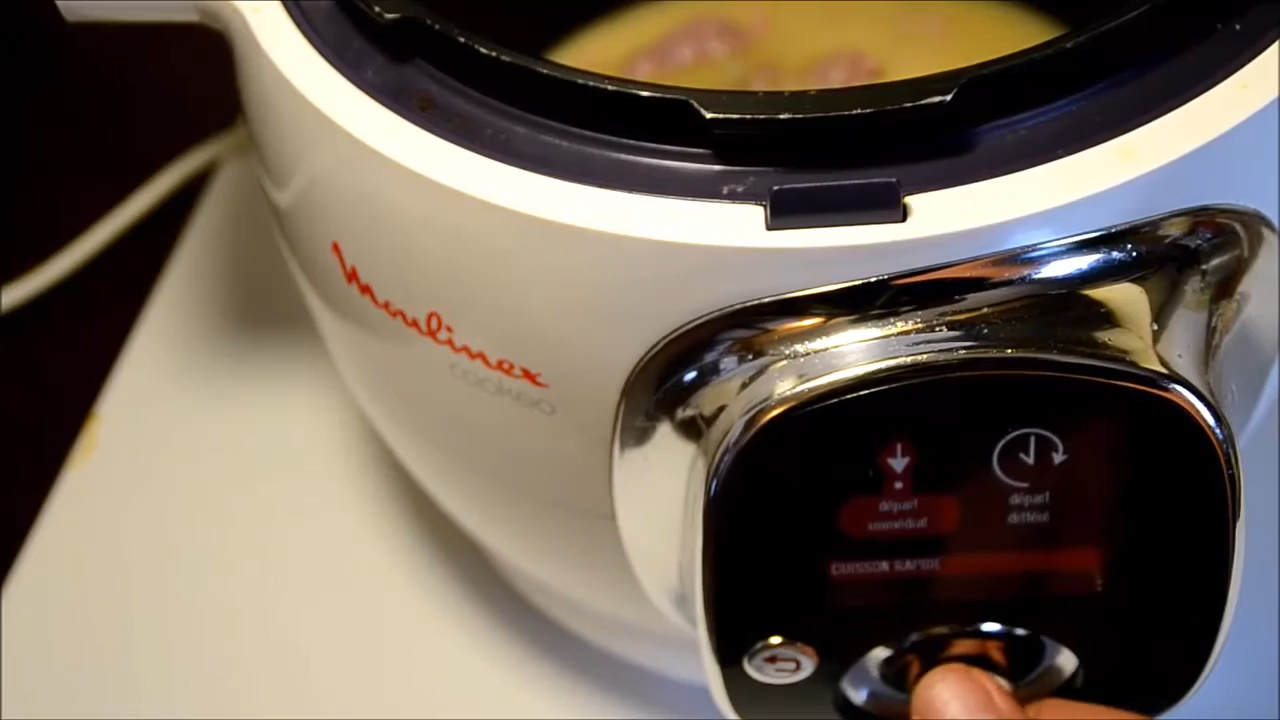 Moulinex
cookeo
départ
immédiat
départ
différé
CUISSON RAPIDE